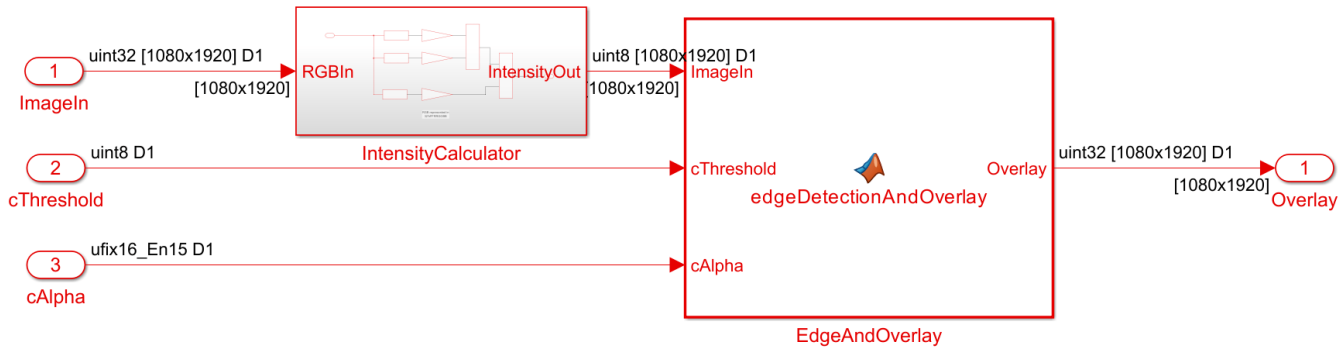 uint32 [1080x1920] D1
1
[1080x1920]
ImageIn
RGBIn
IntensityOut
IntensityCalculator
uint8 [1080x1920] D1
[1080x1920]
ImageIn
uint8 D1
2
cThreshold
cThreshold
edgeDetectionAndOverlay
Overlay
uint32 [1080x1920] D1
[1080x1920]
1
Overlay
ufix16_En15 D1
3
cAlpha
cAlpha
EdgeAndOverlay